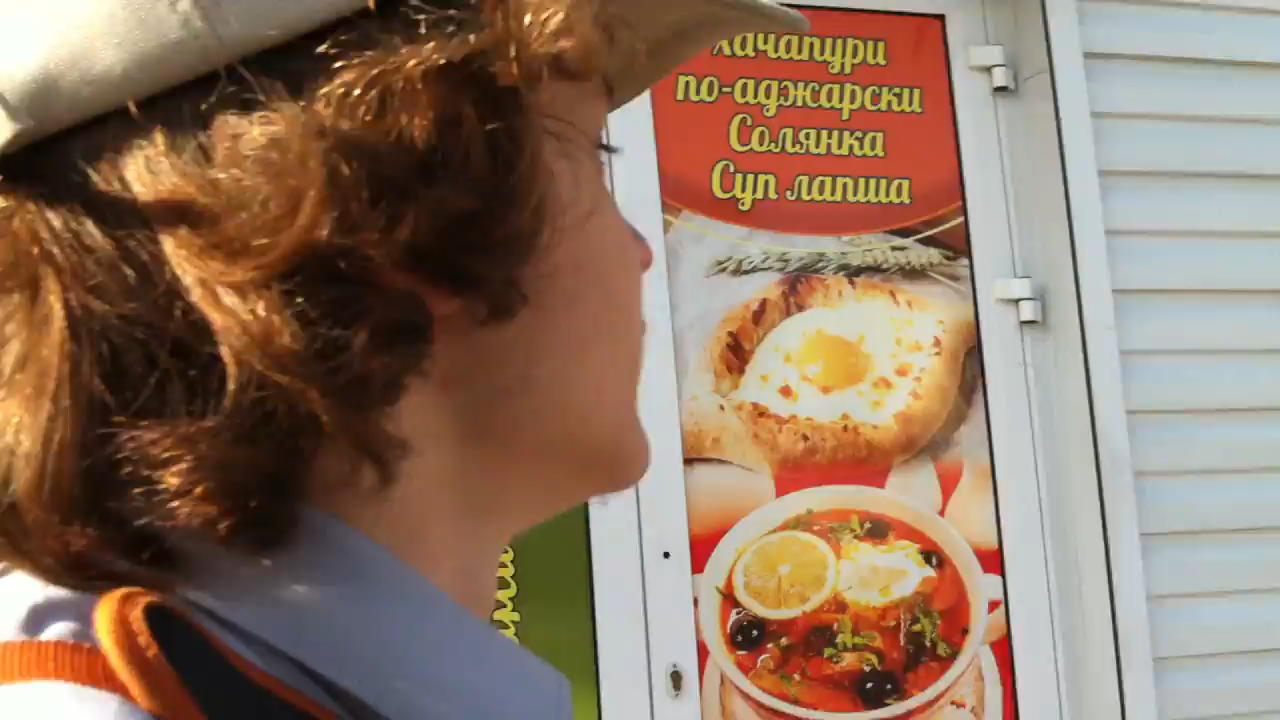 Хачапури
по-аджарски
Солянка
Суп лапша